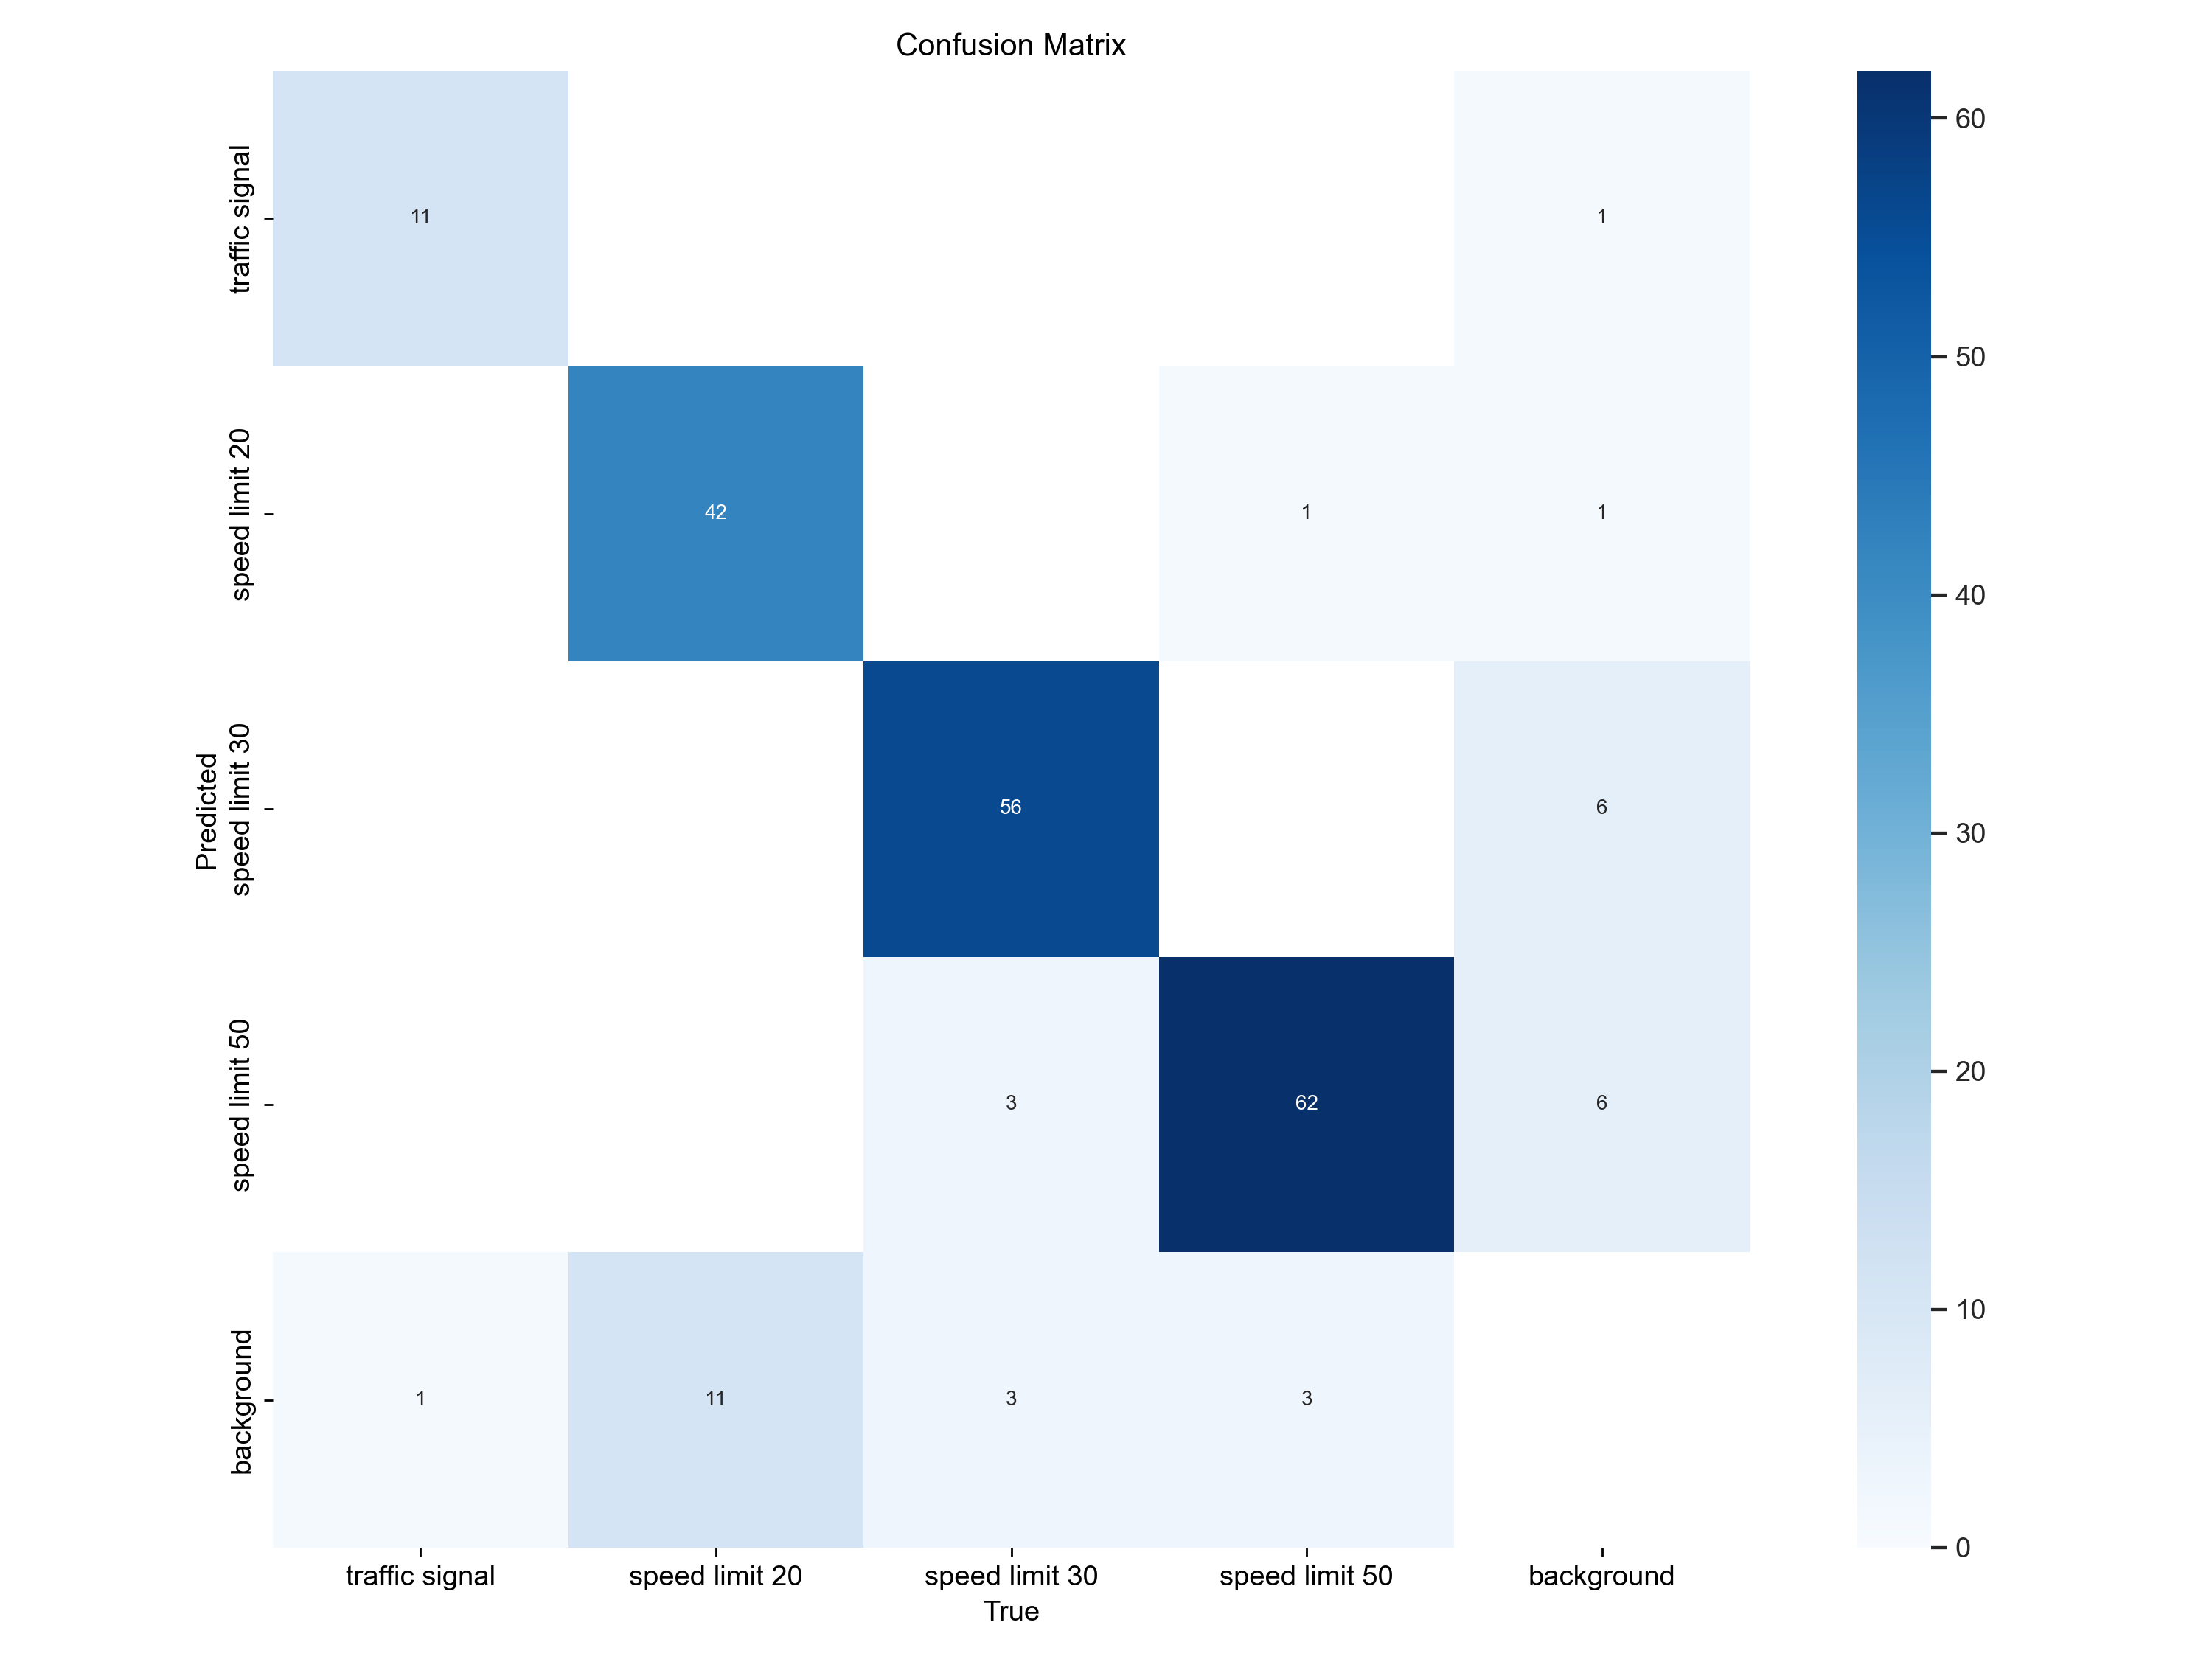 Confusion Matrix
traffic signal
11
1
speed limit 20
42
1
1
Predicted
speed limit 30
56
6
speed limit 50
3
62
6
background
1
11
3
3
traffic signal
speed limit 20
speed limit 30
speed limit 50
background
True
60
50
40
30
20
10
0